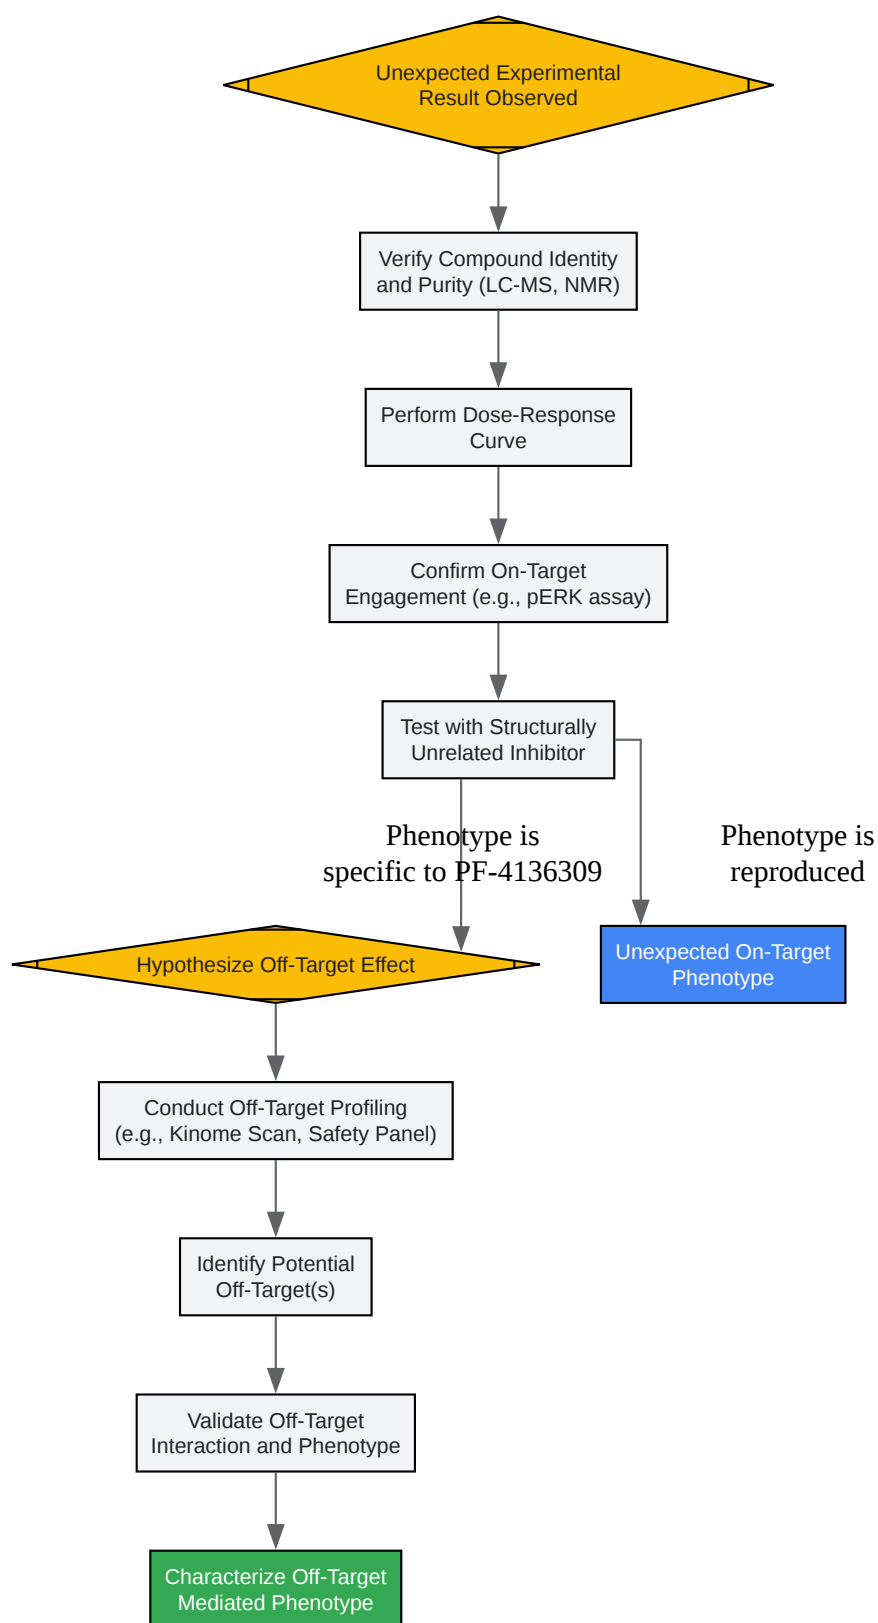 Unexpected Experimental
Result Observed
Verify Compound Identity
and Purity (LC-MS, NMR)
Perform Dose-Response
Curve
Confirm On-Target
Engagement (e.g., pERK assay)
Test with Structurally
Unrelated Inhibitor
Phenotype is
specific to PF-4136309
Phenotype is
reproduced
Hypothesize Off-Target Effect
Unexpected On-Target
Phenotype
Conduct Off-Target Profiling
(e.g., Kinome Scan, Safety Panel)
Identify Potential
Off-Target(s)
Validate Off-Target
Interaction and Phenotype
Characterize Off-Target
Mediated Phenotype